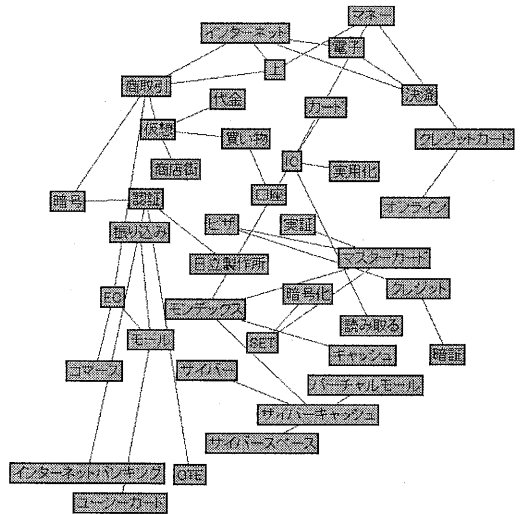 マネー
インターネット
電子
上
商取引
代金
決済
カート
仮想
買い物
クレジットカード
IC
商店街
実用化
口座
暗号
認証
オンライン
ビザ
実証
振り込み
マスターカード
日立製作所
クレジット
EC
暗号化
モンデックス
読み取る
モール
SET
キャッシュ
暗証
コマース
サイバー
バーチャルモール
サイバーキャッシュ
サイバースペース
インターネットバンキング
ユーシーカード